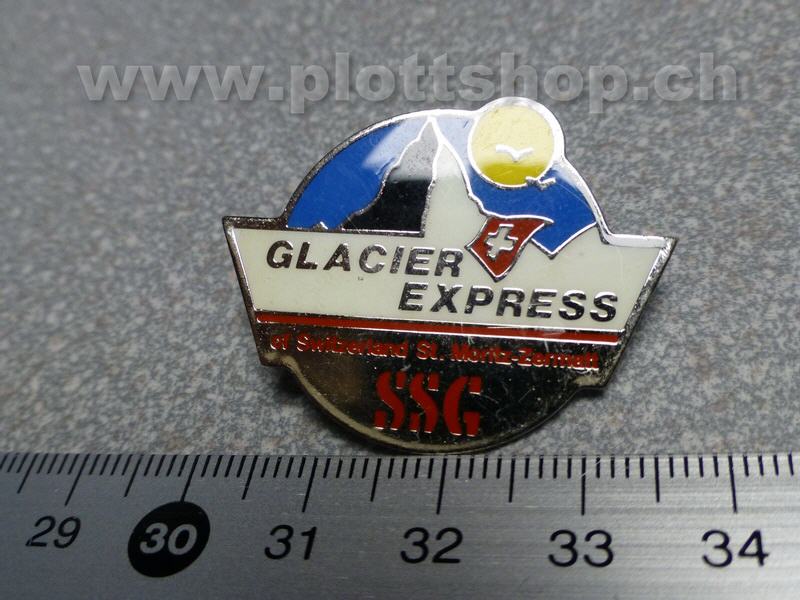 www.plottshop.ch
GLACIER
EXPRESS
of Switzerland St. Moritz-Zermatt
SSG
29 30 31 32 33 34